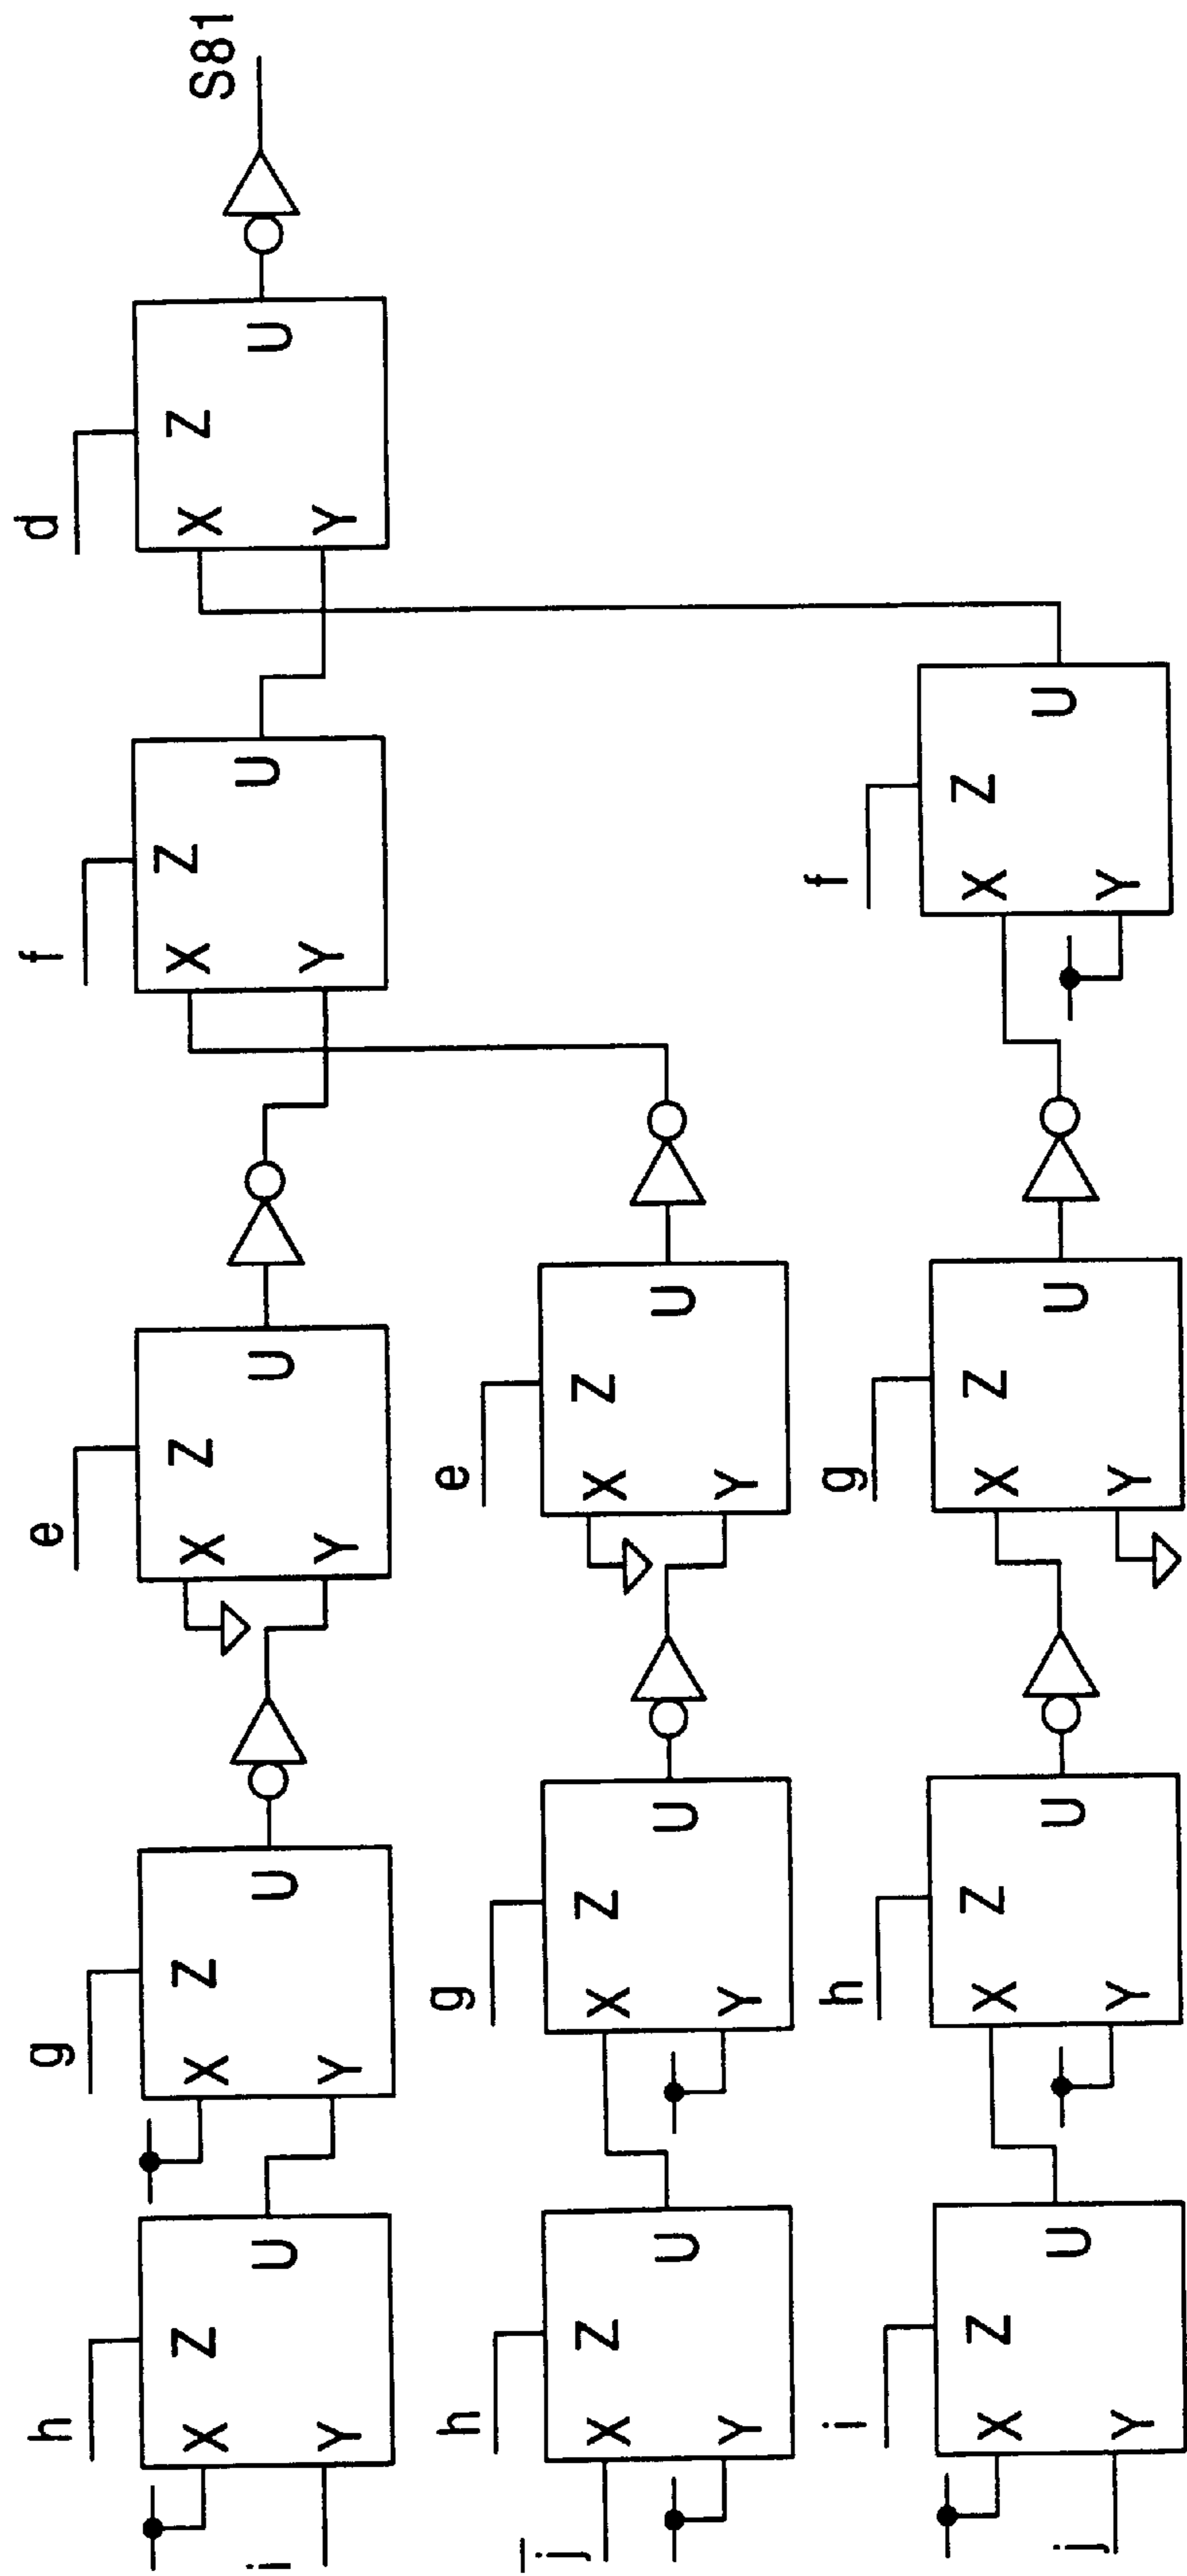 h g e f d
X Z X Z X Z X Z X Z S81
i U U U U U
Y Y Y Y Y
h g e
j̅ X Z X Z X Z
U U U
Y Y Y
i h g f
X Z X Z X Z X Z
U U U U
j Y Y Y Y